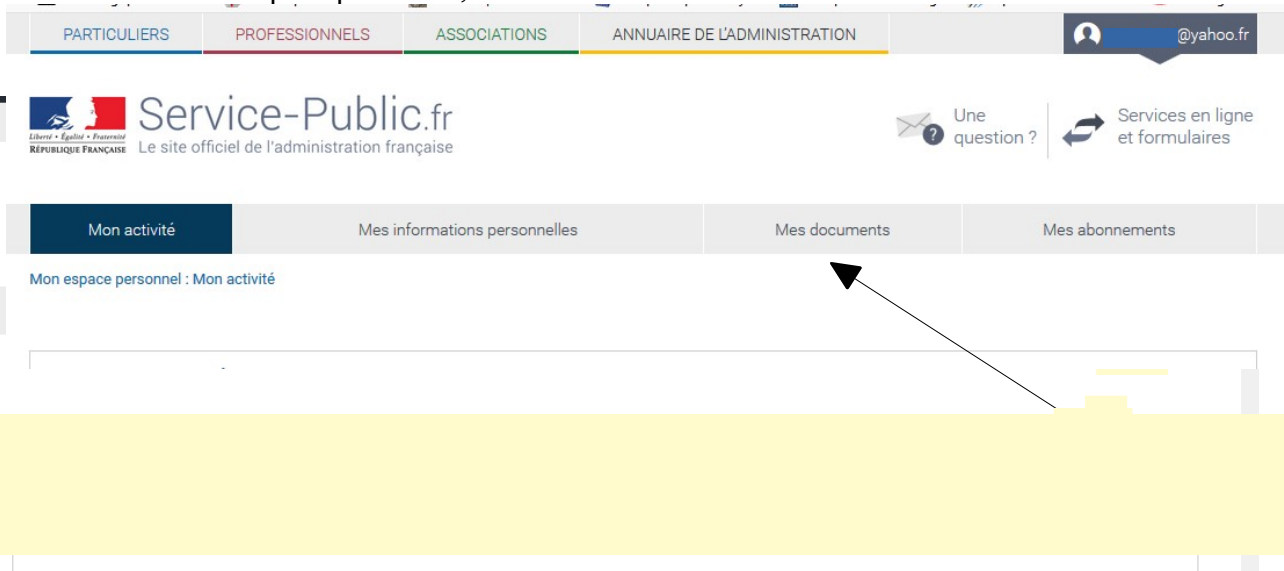 PARTICULIERS PROFESSIONNELS ASSOCIATIONS ANNUAIRE DE L'ADMINISTRATION @yahoo.fr
Service-Public.fr
Le site officiel de l'administration française
Liberté • Égalité • Fraternité
RÉPUBLIQUE FRANÇAISE
Une question ?
Services en ligne et formulaires
Mon activité Mes informations personnelles Mes documents Mes abonnements
Mon espace personnel : Mon activité